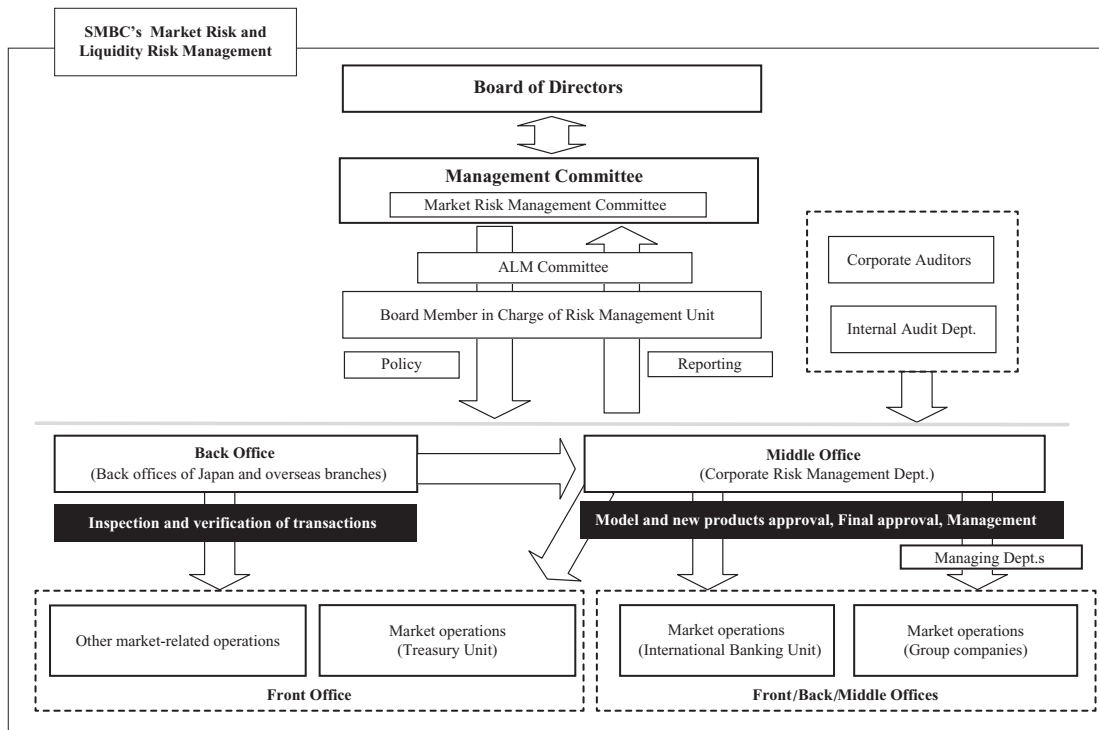 SMBC's Market Risk and
Liquidity Risk Management
Board of Directors
Management Committee
Market Risk Management Committee
ALM Committee
Board Member in Charge of Risk Management Unit
Policy
Reporting
Corporate Auditors
Internal Audit Dept.
Back Office
(Back offices of Japan and overseas branches)
Middle Office
(Corporate Risk Management Dept.)
Inspection and verification of transactions
Model and new products approval, Final approval, Management
Managing Dept.s
Other market-related operations
Market operations
(Treasury Unit)
Front Office
Market operations
(International Banking Unit)
Market operations
(Group companies)
Front/Back/Middle Offices